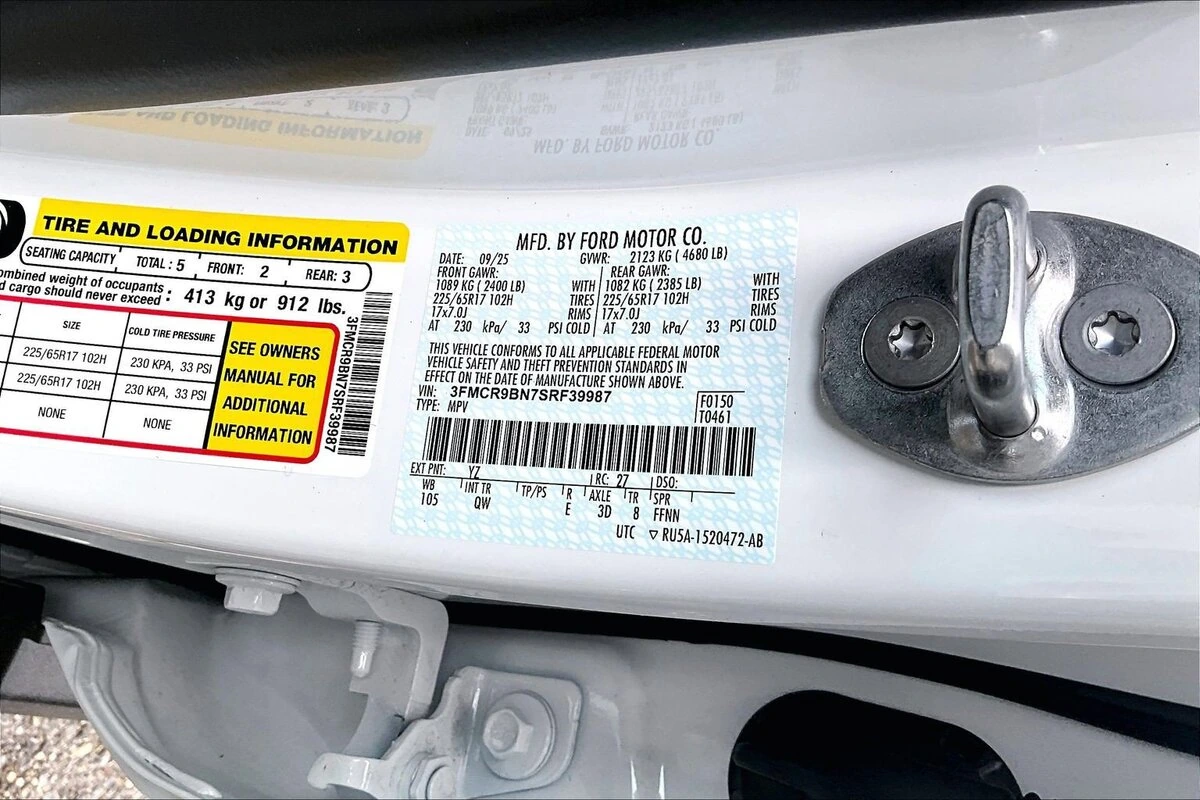 TIRE AND LOADING INFORMATION
SEATING CAPACITY TOTAL : 5 FRONT: 2 REAR: 3
combined weight of occupants
d cargo should never exceed : 413 kg or 912 lbs.
SIZE COLD TIRE PRESSURE
225/65R17 102H 230 KPA, 33 PSI
225/65R17 102H 230 KPA, 33 PSI
NONE NONE
SEE OWNERS
MANUAL FOR
ADDITIONAL
INFORMATION
3FMCR9BN7SRF39987
MFD. BY FORD MOTOR CO.
DATE: 09/25 GVWR: 2123 KG ( 4680 LB)
FRONT GAWR: REAR GAWR:
1089 KG ( 2400 LB) 1082 KG ( 2385 LB) WITH
225/65R17 102H TIRES 225/65R17 102H TIRES
17x7.0J RIMS 17x7.0J RIMS
AT 230 kPa/ 33 PSI COLD AT 230 kPa/ 33 PSI COLD
WITH
THIS VEHICLE CONFORMS TO ALL APPLICABLE FEDERAL MOTOR
VEHICLE SAFETY AND THEFT PREVENTION STANDARDS IN
EFFECT ON THE DATE OF MANUFACTURE SHOWN ABOVE.
VIN: 3FMCR9BN7SRF39987 F0150
TYPE: MPV T0461
EXT PNT: YZ RC: 27 DSO:
WB INT TR TP/PS R AXLE TR SPR
105 QW E 3D 8 FFNN
UTC ▽ RU5A-1520472-AB